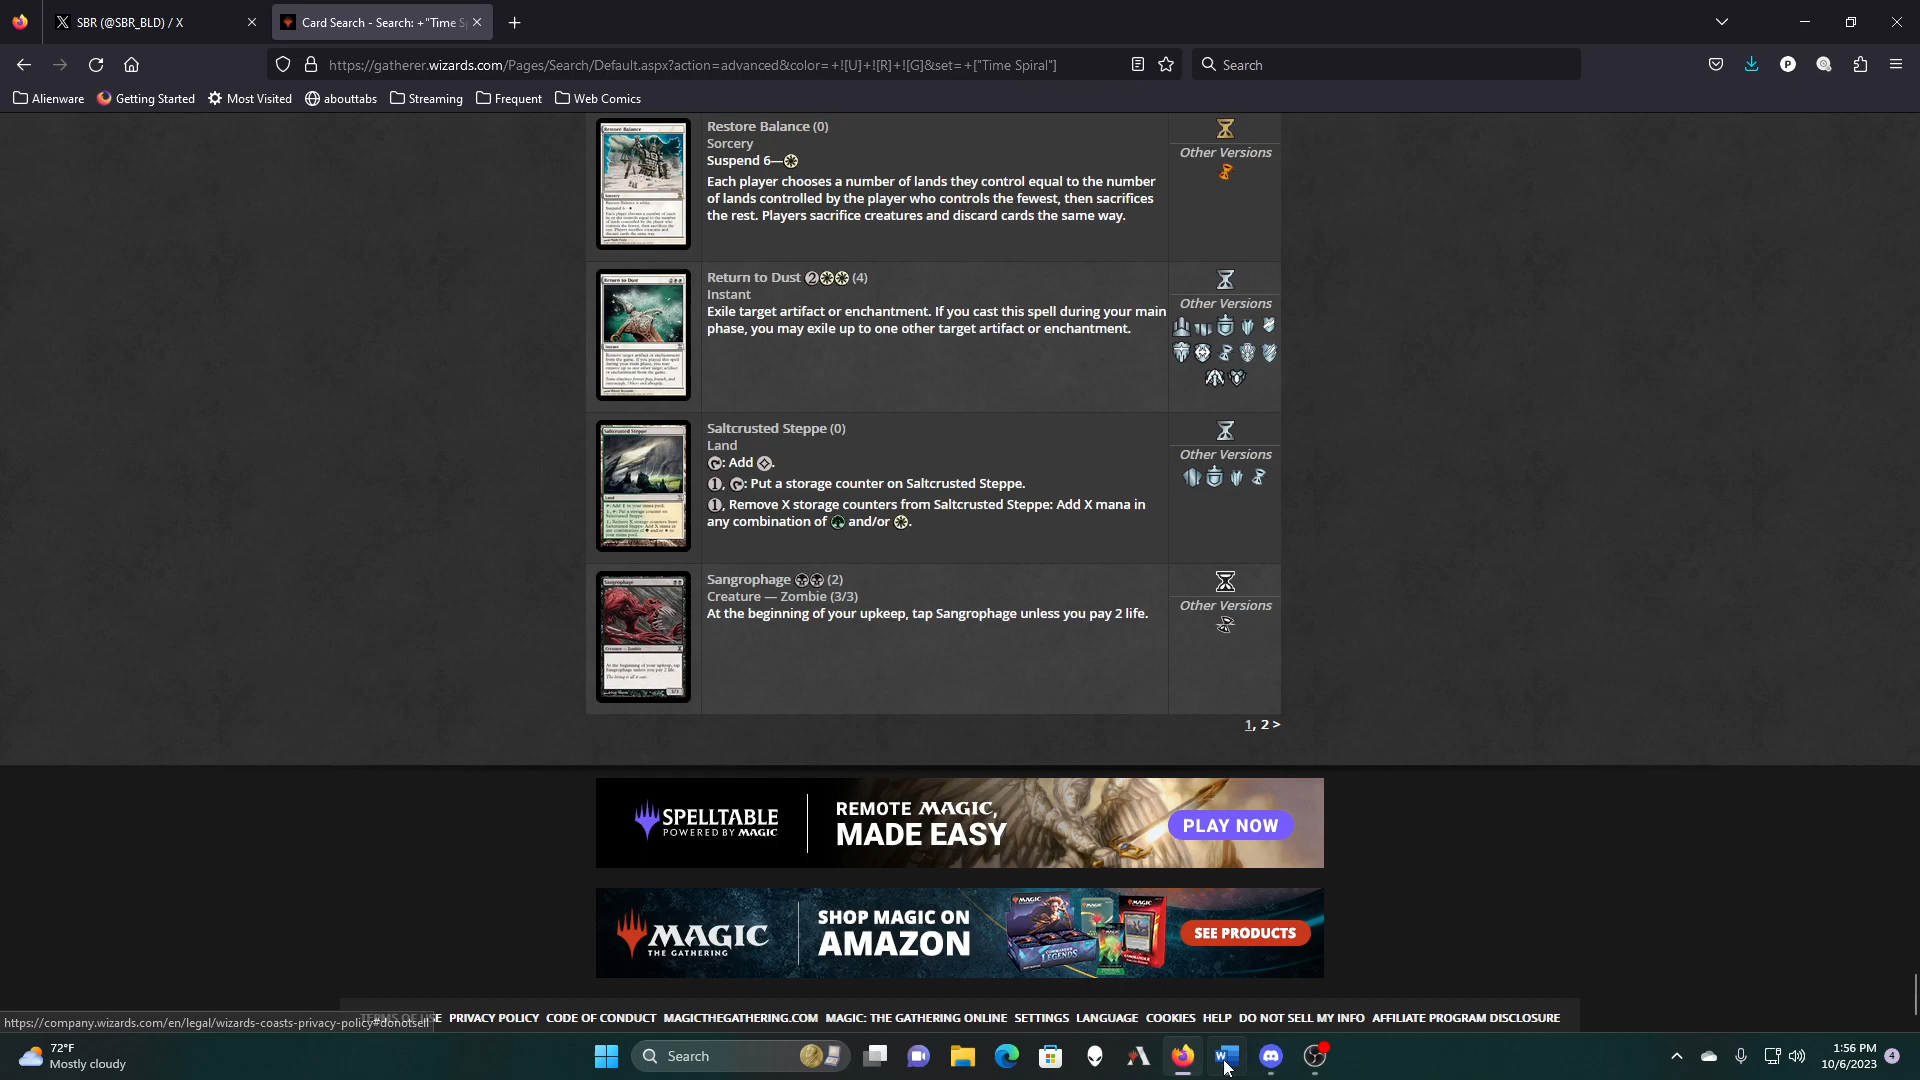 SBR (@SBR_BLD) / X
Card Search - Search: +"Time S
https://gatherer.wizards.com/Pages/Search/Default.aspx?action=advanced&color=+![U]+![R]+![G]&set=+["Time Spiral"]
Search
Alienware
Getting Started
Most Visited
abouttabs
Streaming
Frequent
Web Comics
Restore Balance (0)
Sorcery
Suspend 6—
Each player chooses a number of lands they control equal to the number
of lands controlled by the player who controls the fewest, then sacrifices
the rest. Players sacrifice creatures and discard cards the same way.
Other Versions
Return to Dust 2 (4)
Instant
Exile target artifact or enchantment. If you cast this spell during your main
phase, you may exile up to one other target artifact or enchantment.
Other Versions
Saltcrusted Steppe (0)
Land
: Add .
1, : Put a storage counter on Saltcrusted Steppe.
1, Remove X storage counters from Saltcrusted Steppe: Add X mana in
any combination of and/or .
Other Versions
Sangrophage (2)
Creature — Zombie (3/3)
At the beginning of your upkeep, tap Sangrophage unless you pay 2 life.
Other Versions
1, 2 >
SPELLTABLE
POWERED BY MAGIC
REMOTE MAGIC,
MADE EASY
PLAY NOW
MAGIC
THE GATHERING
SHOP MAGIC ON
AMAZON
SEE PRODUCTS
TERMS OF USE PRIVACY POLICY CODE OF CONDUCT MAGICTHEGATHERING.COM MAGIC: THE GATHERING ONLINE SETTINGS LANGUAGE COOKIES HELP DO NOT SELL MY INFO AFFILIATE PROGRAM DISCLOSURE
https://company.wizards.com/en/legal/wizards-coasts-privacy-policy#donotsell
72°F
Mostly cloudy
Search
1:56 PM
10/6/2023
4